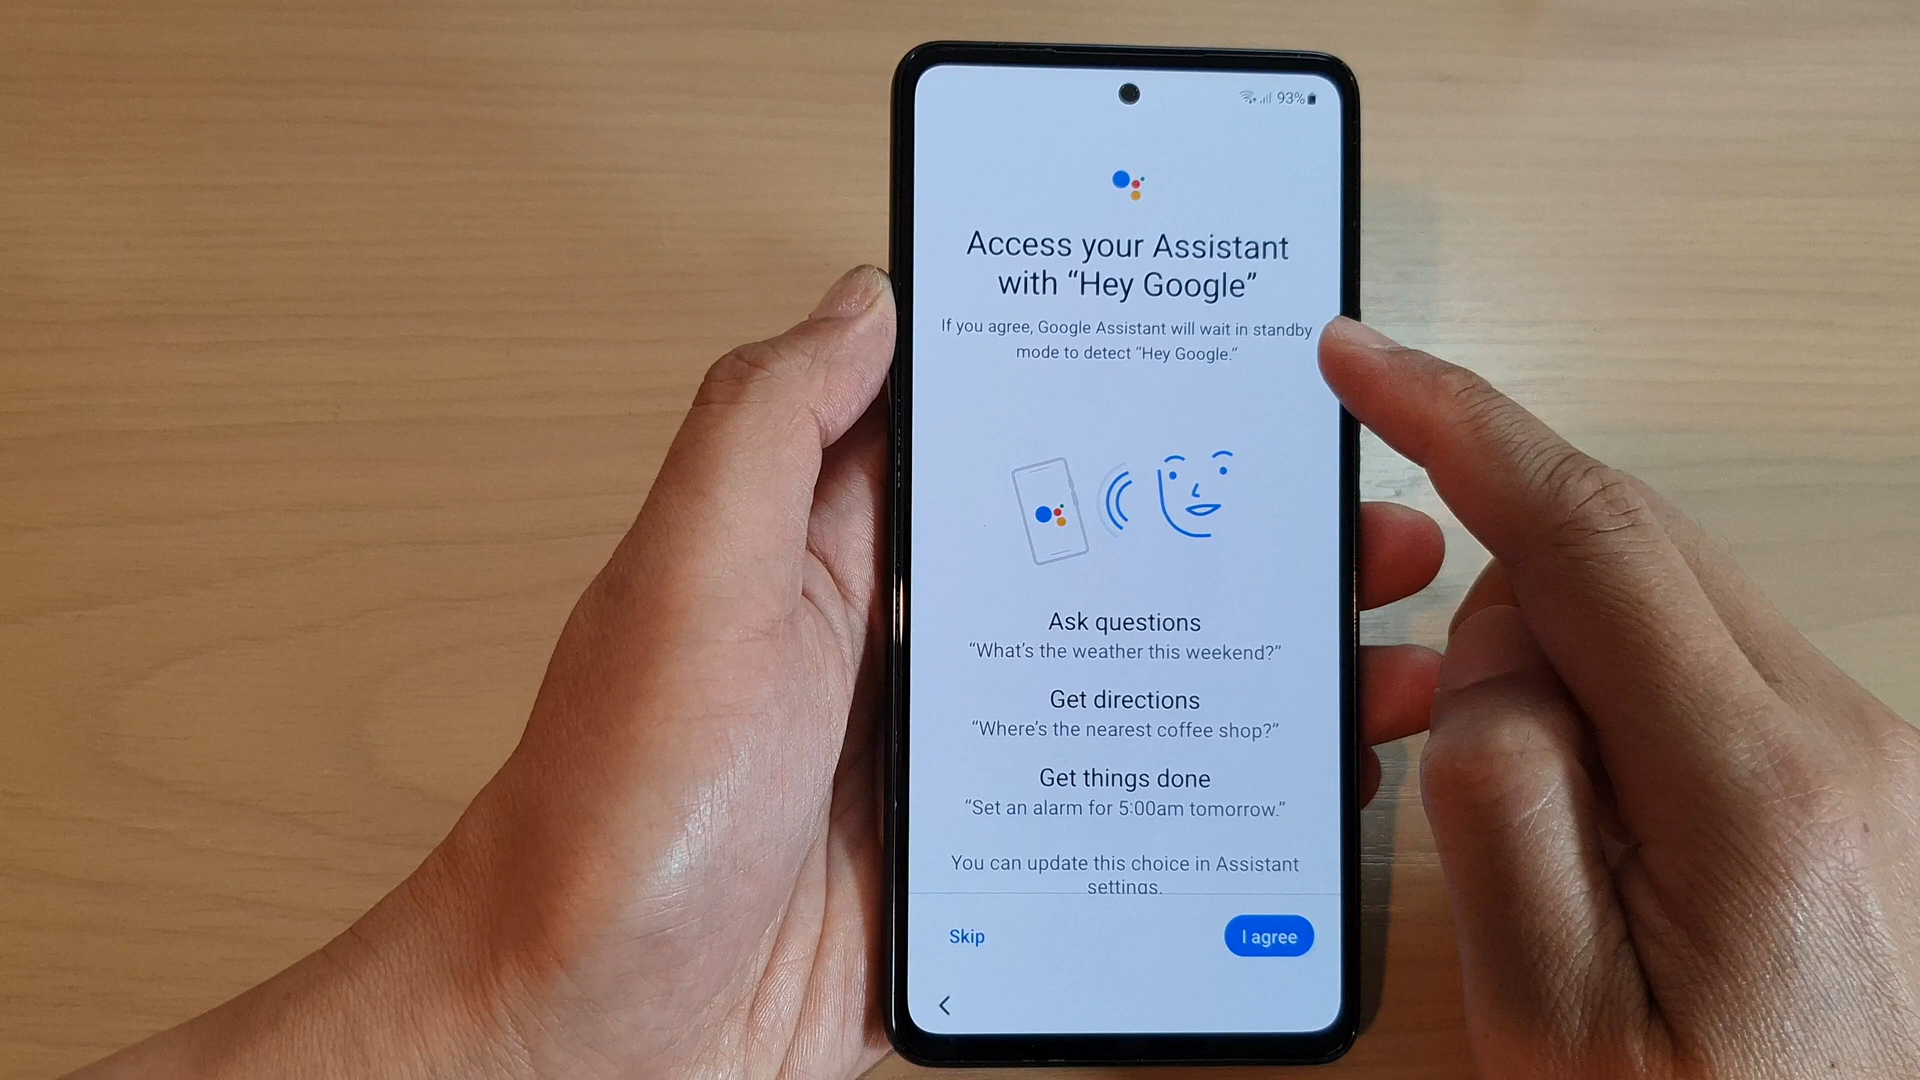 93%
Access your Assistant
with “Hey Google”
If you agree, Google Assistant will wait in standby
mode to detect “Hey Google.”
Ask questions
“What’s the weather this weekend?”
Get directions
“Where’s the nearest coffee shop?”
Get things done
“Set an alarm for 5:00am tomorrow.”
You can update this choice in Assistant
settings.
Skip
I agree